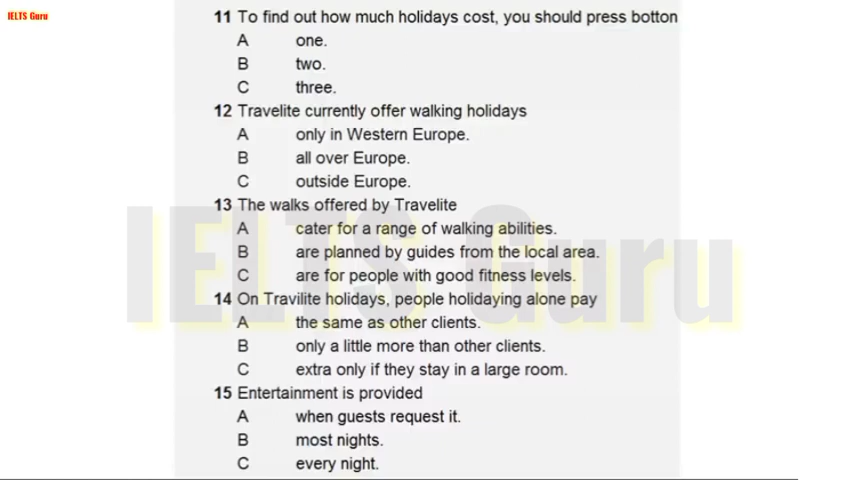 IELTS Guru
11 To find out how much holidays cost, you should press botton
A one.
B two.
C three.
12 Travelite currently offer walking holidays
A only in Western Europe.
B all over Europe.
C outside Europe.
13 The walks offered by Travelite
A cater for a range of walking abilities.
B are planned by guides from the local area.
C are for people with good fitness levels.
14 On Travilite holidays, people holidaying alone pay
A the same as other clients.
B only a little more than other clients.
C extra only if they stay in a large room.
15 Entertainment is provided
A when guests request it.
B most nights.
C every night.
IELTS Guru